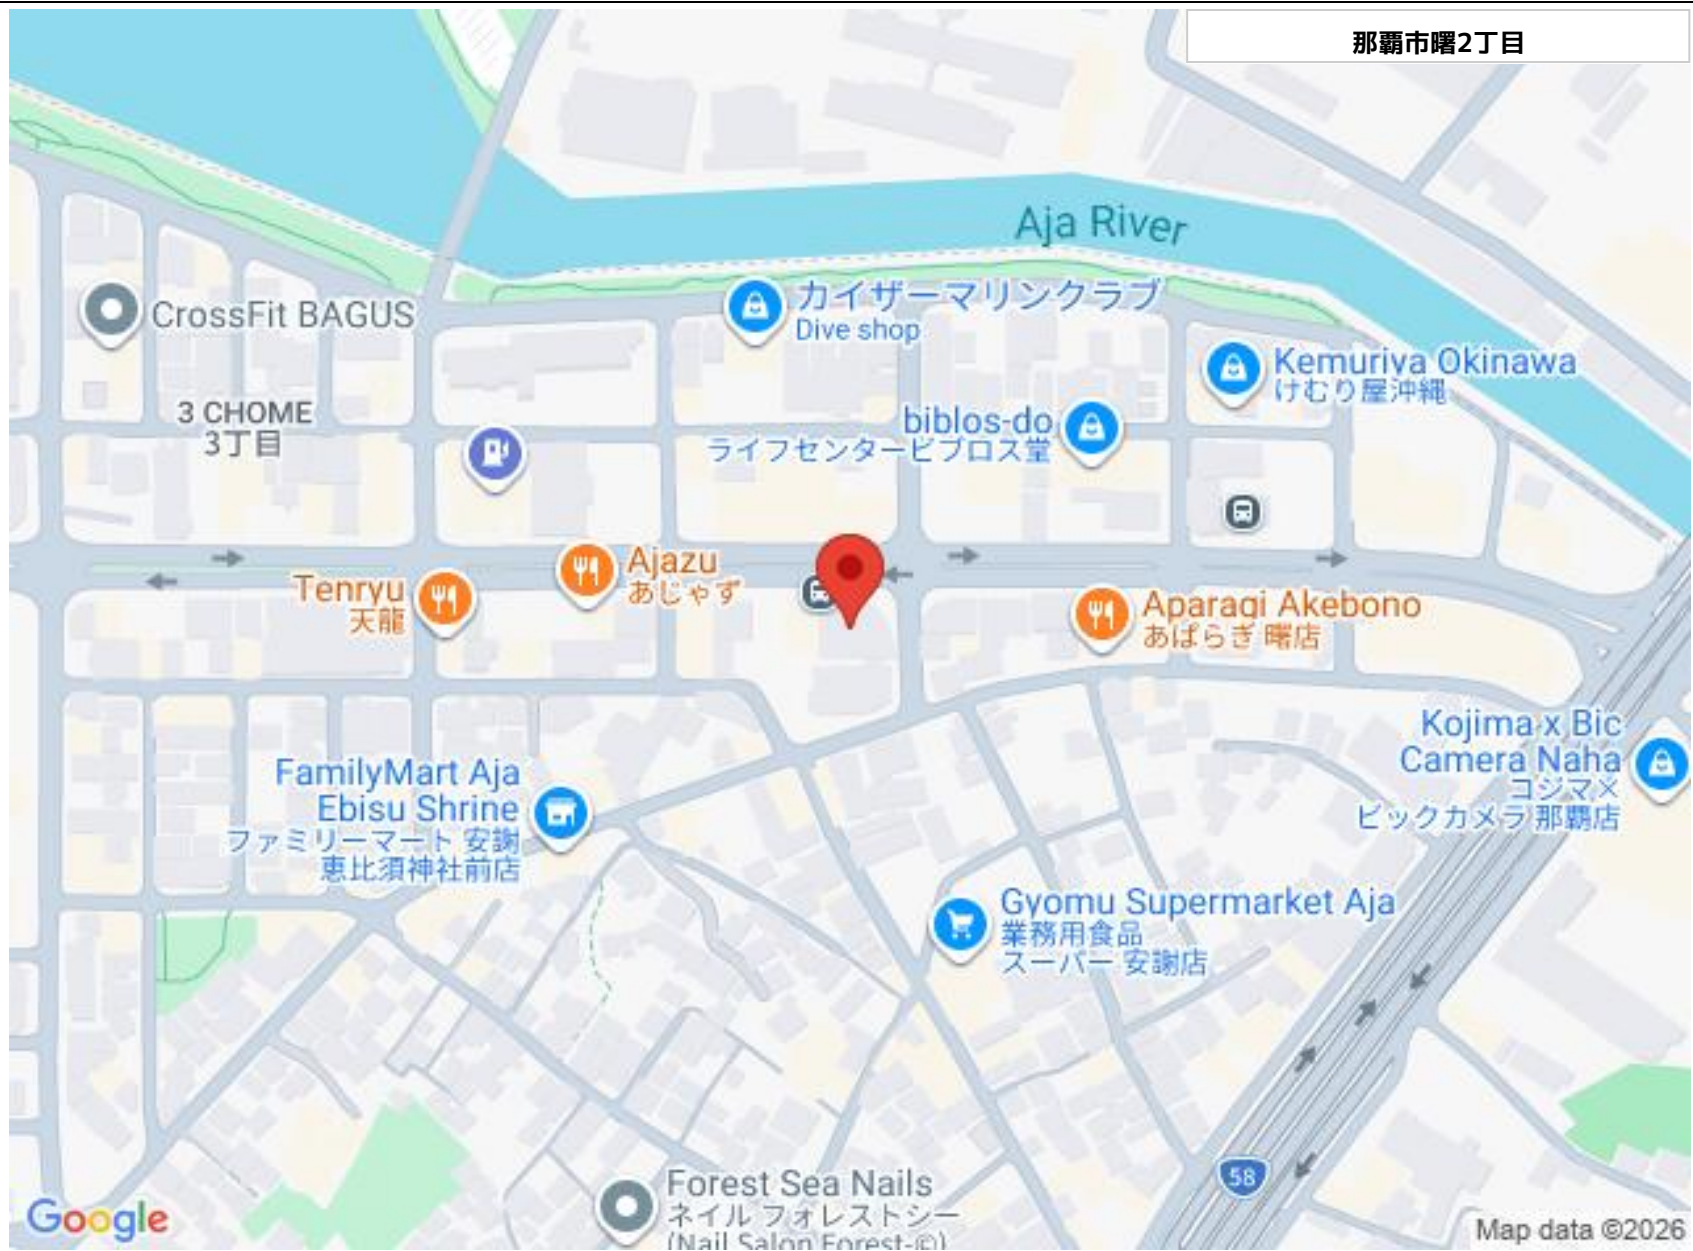 那覇市曙2丁目
Aja River
カイザーマリンクラブ
Dive shop
CrossFit BAGUS
Kemuriya Okinawa
けむり屋沖縄
3 CHOME
3丁目
biblos-do
ライフセンタービブロス堂
Ajazu
あじゃず
Tenryu
天龍
Aparagi Akebono
あぱらぎ 曙店
Kojima x Bic
Camera Naha
コジマ×
ビックカメラ 那覇店
FamilyMart Aja
Ebisu Shrine
ファミリーマート 安謝
恵比須神社前店
Gyomu Supermarket Aja
業務用食品
スーパー 安謝店
58
Forest Sea Nails
ネイル フォレストシー
(Nail Salon Forest-©)
Google
Map data ©2026